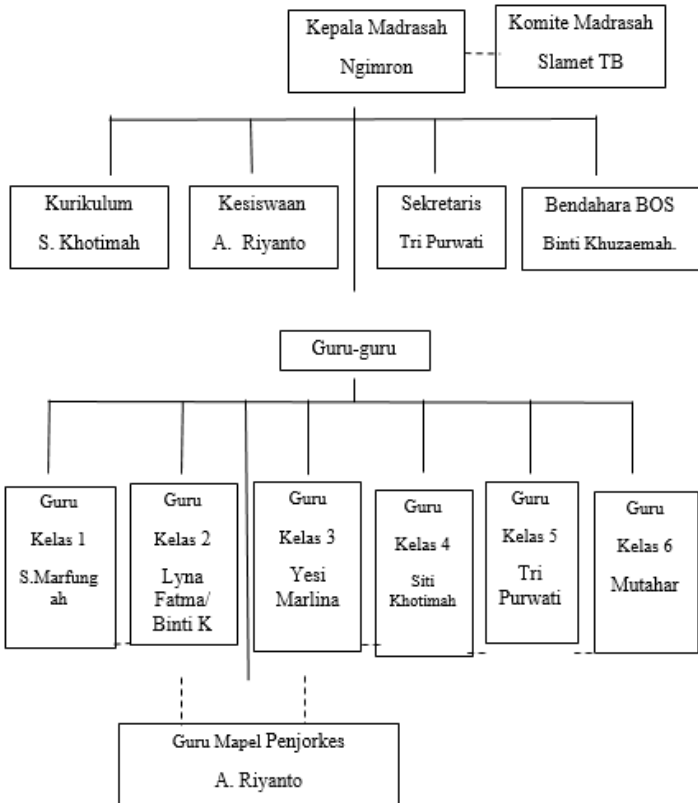 Kepala Madrasah
Ngimron
Komite Madrasah
Slamet TB
Kurikulum
S. Khotimah
Kesiswaan
A. Riyanto
Sekretaris
Tri Purwati
Bendahara BOS
Binti Khuzaemah.
Guru-guru
Guru
Kelas 1
S.Marfung
ah
Guru
Kelas 2
Lyna
Fatma/
Binti K
Guru
Kelas 3
Yesi
Marlina
Guru
Kelas 4
Siti
Khotimah
Guru
Kelas 5
Tri
Purwati
Guru
Kelas 6
Mutahar
Guru Mapel Penjorkes
A. Riyanto